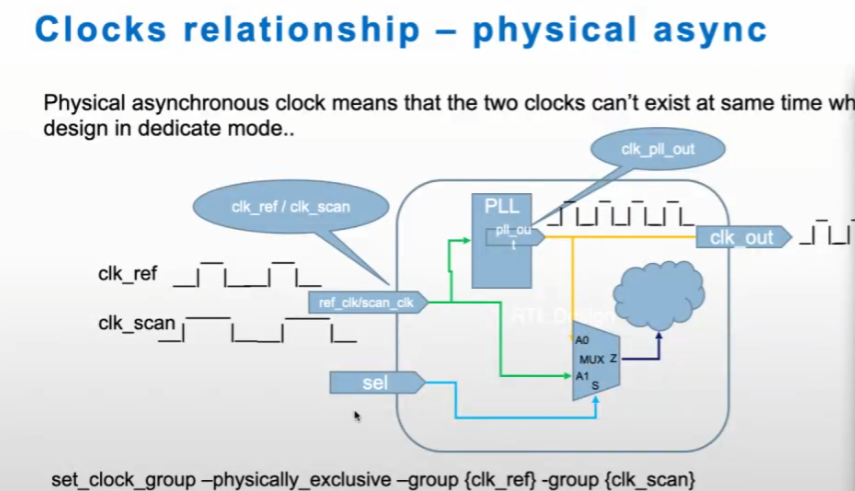 Clocks relationship – physical async
Physical asynchronous clock means that the two clocks can't exist at same time wh
design in dedicate mode..
clk_pll_out
clk_ref / clk_scan
PLL
pll_ou
t
clk_out
clk_ref
ref_clk/scan_clk
clk_scan
RTL Design
A0
MUX Z
A1
S
sel
set_clock_group –physically_exclusive –group {clk_ref} -group {clk_scan}